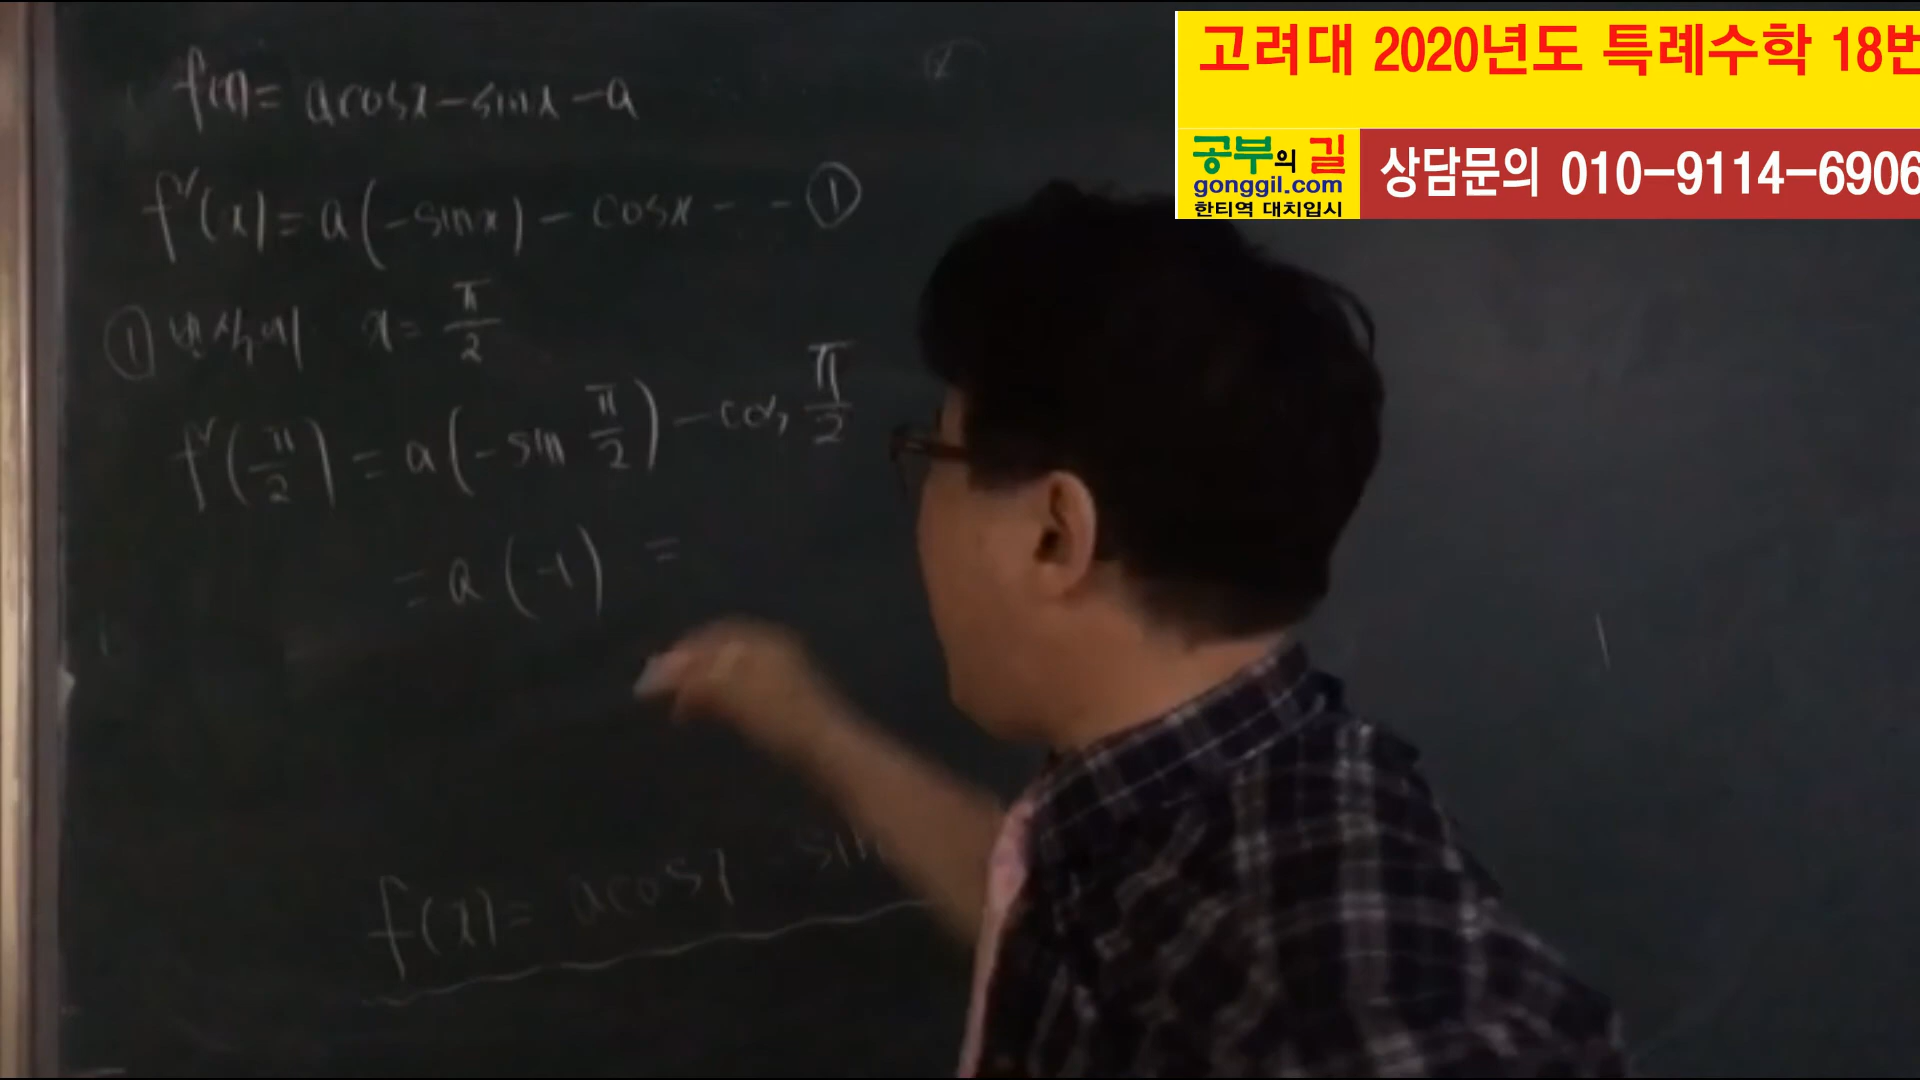 고려대 2020년도 특례수학 18번
공부의 길
gonggil.com
한티역 대치입시
상담문의 010-9114-6906
f(x)= acosx-sinx-a
f'(x)= a(-sinx)- cosx - - ①
① 번식에 x= π/2
f'(π/2) = a(-sin π/2) - cos π/2
= a (-1) =
f(x)= acosx sin